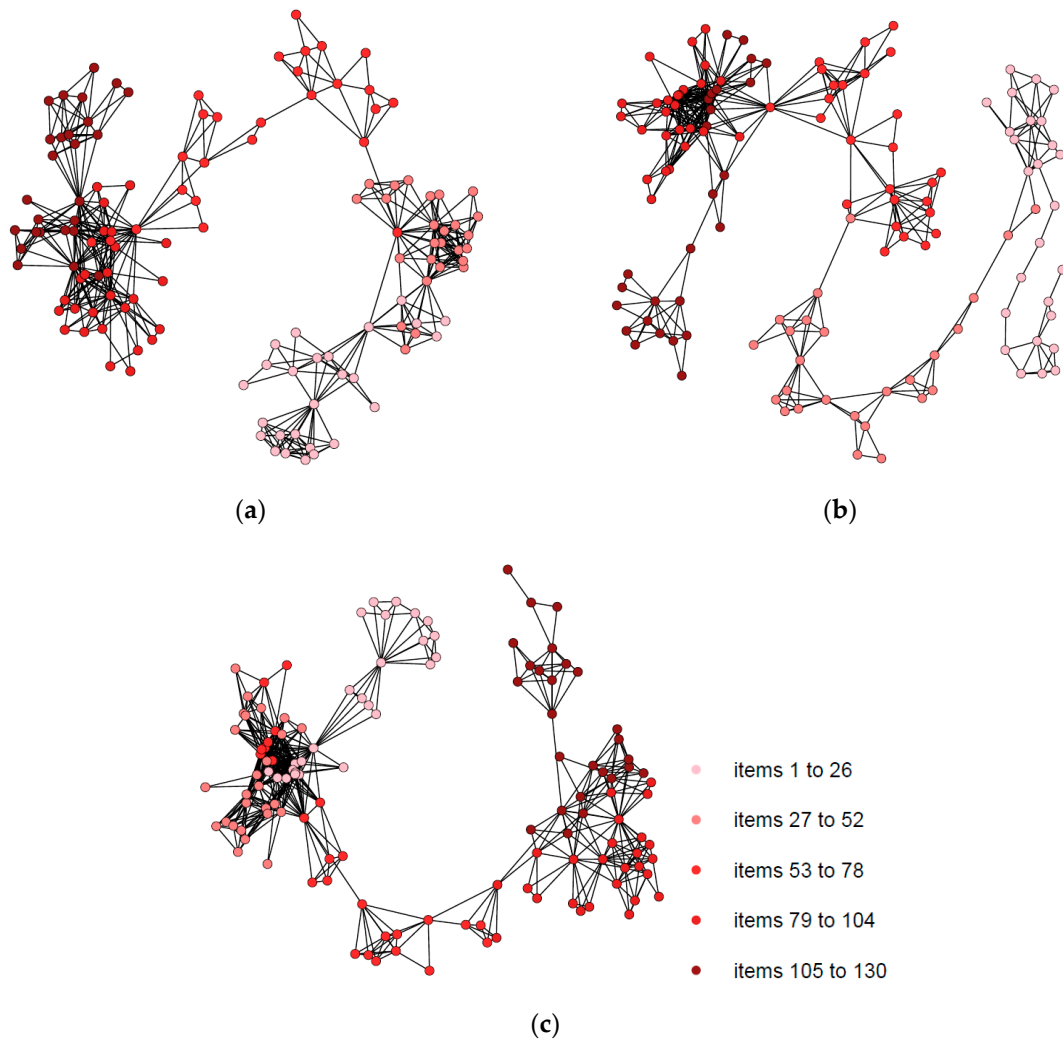 (a)
(b)
items 1 to 26
items 27 to 52
items 53 to 78
items 79 to 104
items 105 to 130
(c)